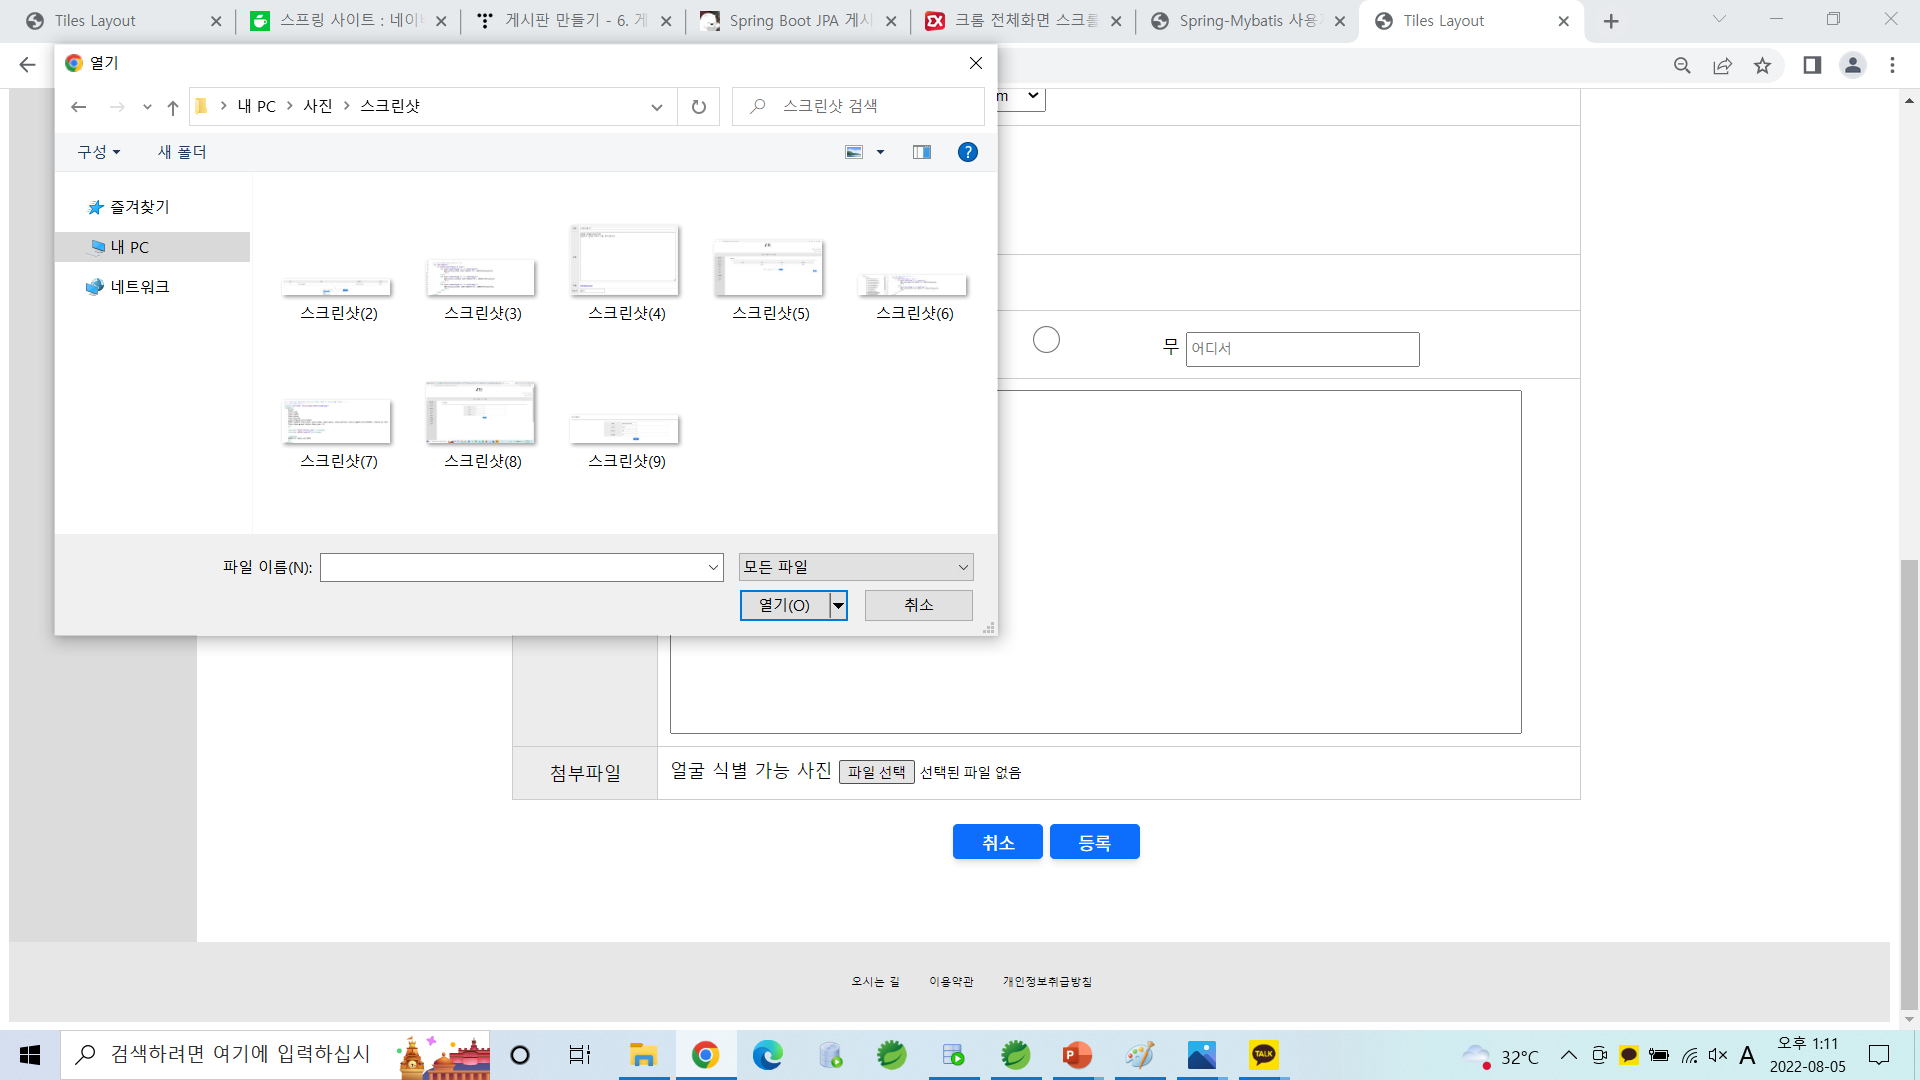 Tiles Layout
스프링 사이트 : 네이버
게시판 만들기 - 6. 게
Spring Boot JPA 게시
크롬 전체화면 스크롤
Spring-Mybatis 사용
Tiles Layout
열기
내 PC 사진 스크린샷
스크린샷 검색
구성 새 폴더
즐겨찾기
내 PC
네트워크
스크린샷(2)
스크린샷(3)
스크린샷(4)
스크린샷(5)
스크린샷(6)
스크린샷(7)
스크린샷(8)
스크린샷(9)
파일 이름(N):
모든 파일
열기(O)
취소
m
무 어디서
첨부파일
얼굴 식별 가능 사진 파일 선택 선택된 파일 없음
취소 등록
오시는 길 이용약관 개인정보취급방침
검색하려면 여기에 입력하십시
TALK
32°C
A
오후 1:11
2022-08-05